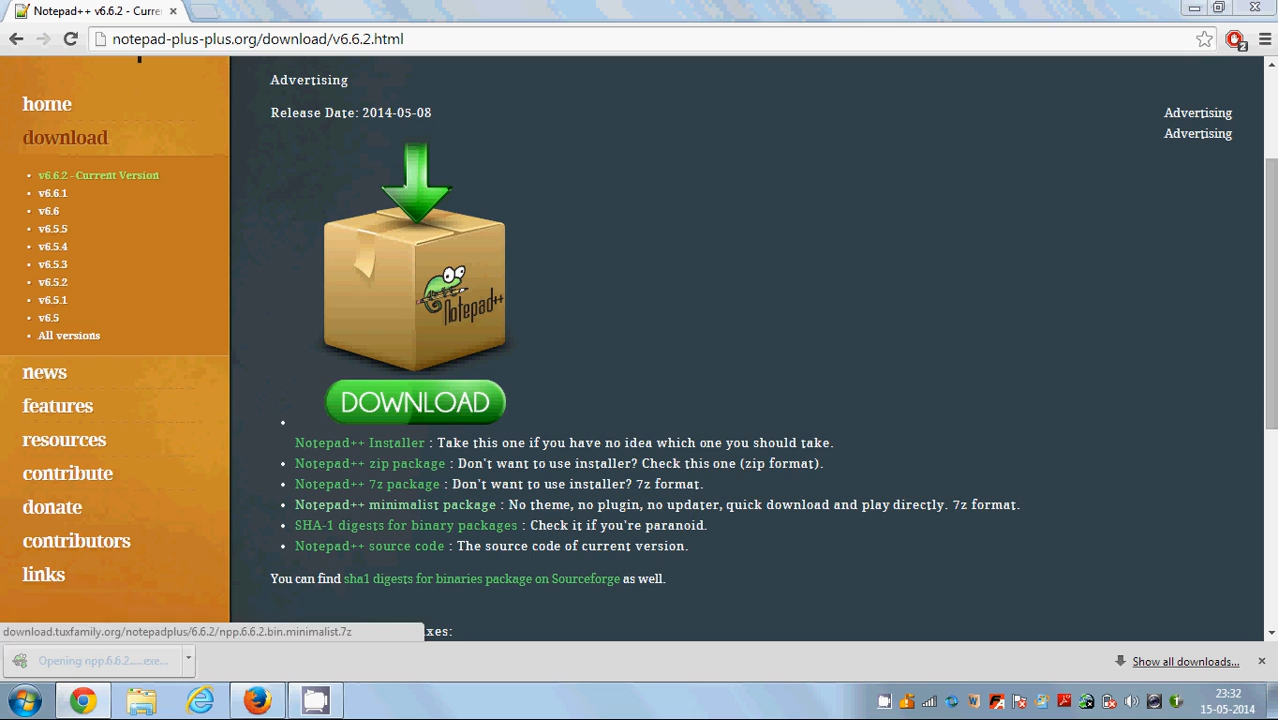 Notepad++ v6.6.2 - Curre
notepad-plus-plus.org/download/v6.6.2.html
2
home
download
• v6.6.2 - Current Version
• v6.6.1
• v6.6
• v6.5.5
• v6.5.4
• v6.5.3
• v6.5.2
• v6.5.1
• v6.5
• All versions
news
features
resources
contribute
donate
contributors
links
Advertising
Release Date: 2014-05-08
Advertising
Advertising
Notepad++
DOWNLOAD
• Notepad++ Installer : Take this one if you have no idea which one you should take.
• Notepad++ zip package : Don't want to use installer? Check this one (zip format).
• Notepad++ 7z package : Don't want to use installer? 7z format.
• Notepad++ minimalist package : No theme, no plugin, no updater, quick download and play directly. 7z format.
• SHA-1 digests for binary packages : Check it if you're paranoid.
• Notepad++ source code : The source code of current version.
You can find sha1 digests for binaries package on Sourceforge as well.
xes:
download.tuxfamily.org/notepadplus/6.6.2/npp.6.6.2.bin.minimalist.7z
Opening npp.6.6.2.....exe...
Show all downloads...
23:32
15-05-2014